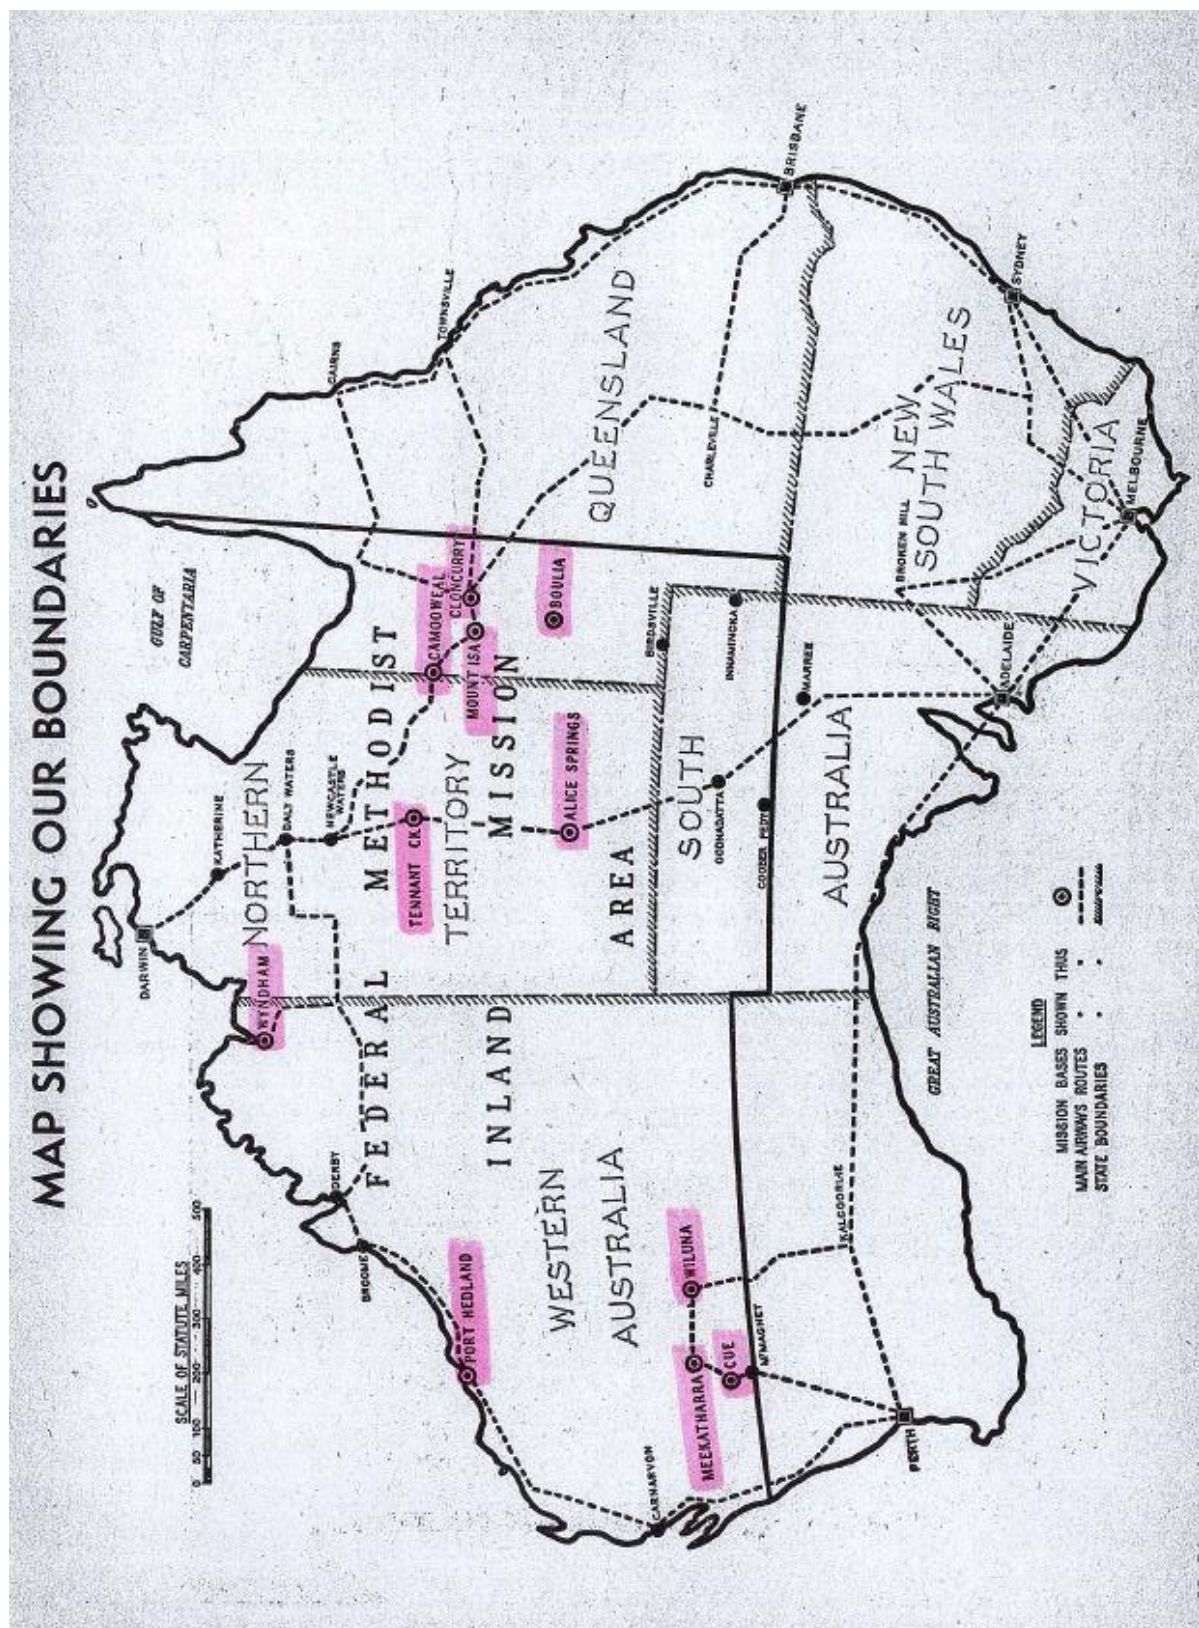 MAP SHOWING OUR BOUNDARIES
SCALE OF STATUTE MILES
0 50 100 200 300 400 500
DARWIN
KATHERINE
DALY WATERS
NEWCASTLE
WATERS
WYNDHAM
DERBY
BROOME
PORT HEDLAND
CARNARVON
GULF OF
CARPENTARIA
CAIRNS
TOWNSVILLE
NORTHERN
TERRITORY
FEDERAL METHODIST
INLAND MISSION
AREA
TENNANT CK.
CAMOOWEAL
CLONCURRY
MOUNT ISA
BOULIA
ALICE SPRINGS
QUEENSLAND
CHARLEVILLE
BRISBANE
BIRDSVILLE
INNAMINCKA
MARREE
OODNADATTA
COOBER PEDY
SOUTH
AUSTRALIA
WESTERN
AUSTRALIA
WILUNA
MEEKATHARRA
CUE
MT MAGNET
KALGOORLIE
PERTH
NEW
SOUTH WALES
BROKEN HILL
SYDNEY
VICTORIA
MELBOURNE
ADELAIDE
GREAT AUSTRALIAN BIGHT
LEGEND
MISSION BASES SHOWN THUS
MAIN AIRWAYS ROUTES " "
STATE BOUNDARIES " "